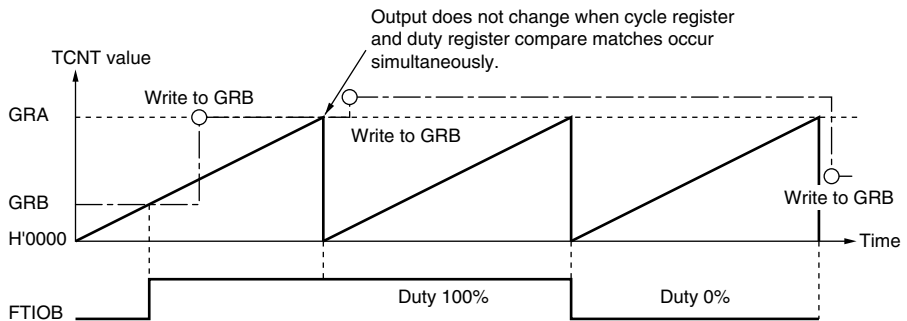 Output does not change when cycle register
and duty register compare matches occur
simultaneously.
TCNT value
Write to GRB
GRA
Write to GRB
GRB
Write to GRB
H'0000
Time
Duty 100%
Duty 0%
FTIOB